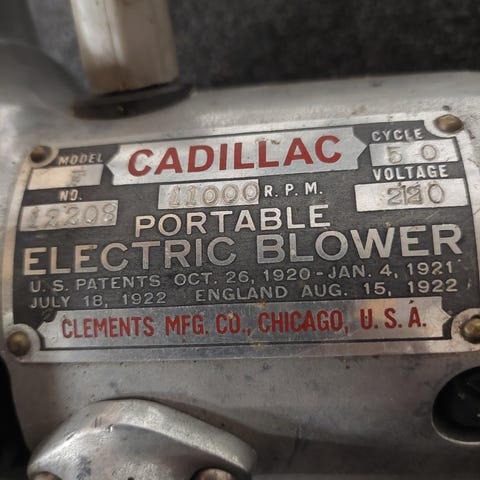 CADILLAC
MODEL
CYCLE
50
NO.
11000 R.P.M.
VOLTAGE
220
12208
PORTABLE
ELECTRIC BLOWER
U.S. PATENTS OCT. 26, 1920 - JAN. 4, 1921
JULY 18, 1922 ENGLAND AUG. 15, 1922
CLEMENTS MFG. CO., CHICAGO, U.S.A.